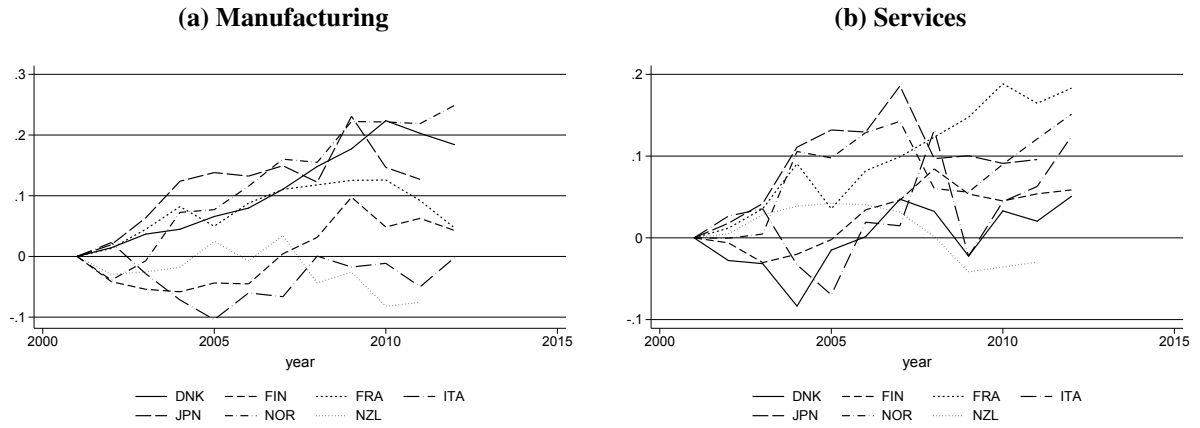 (a) Manufacturing
.3
.2
.1
0
-.1
2000 2005 2010 2015
year
DNK FIN FRA ITA
JPN NOR NZL
(b) Services
.2
.1
0
-.1
2000 2005 2010 2015
year
DNK FIN FRA ITA
JPN NOR NZL